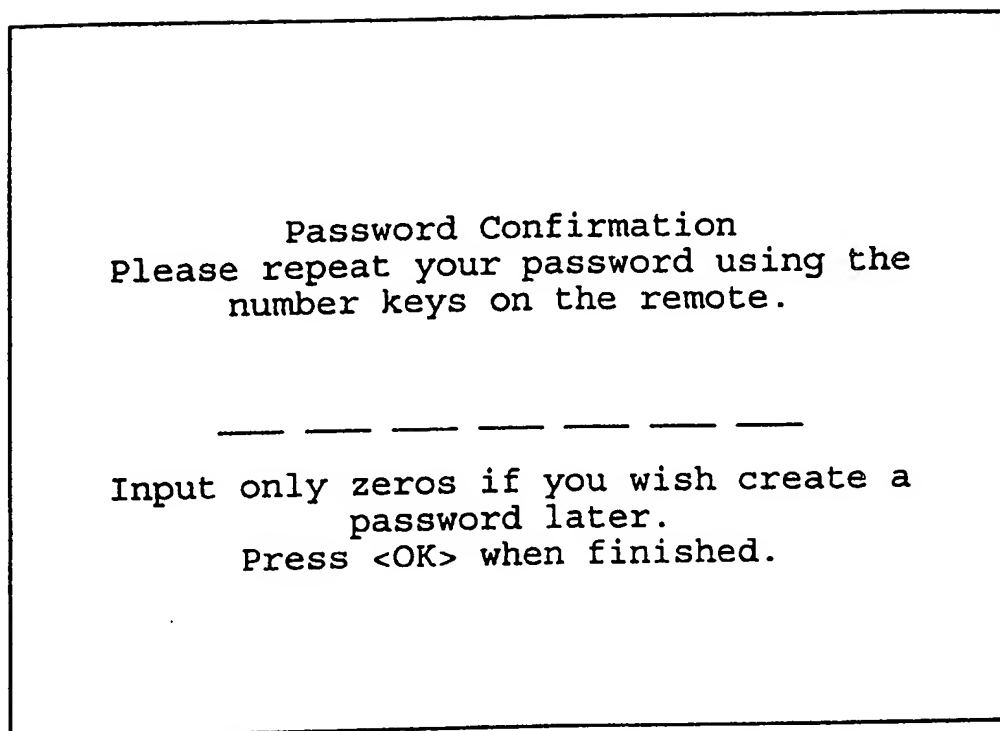 Password Confirmation
Please repeat your password using the
number keys on the remote.
Input only zeros if you wish create a
password later.
Press <OK> when finished.